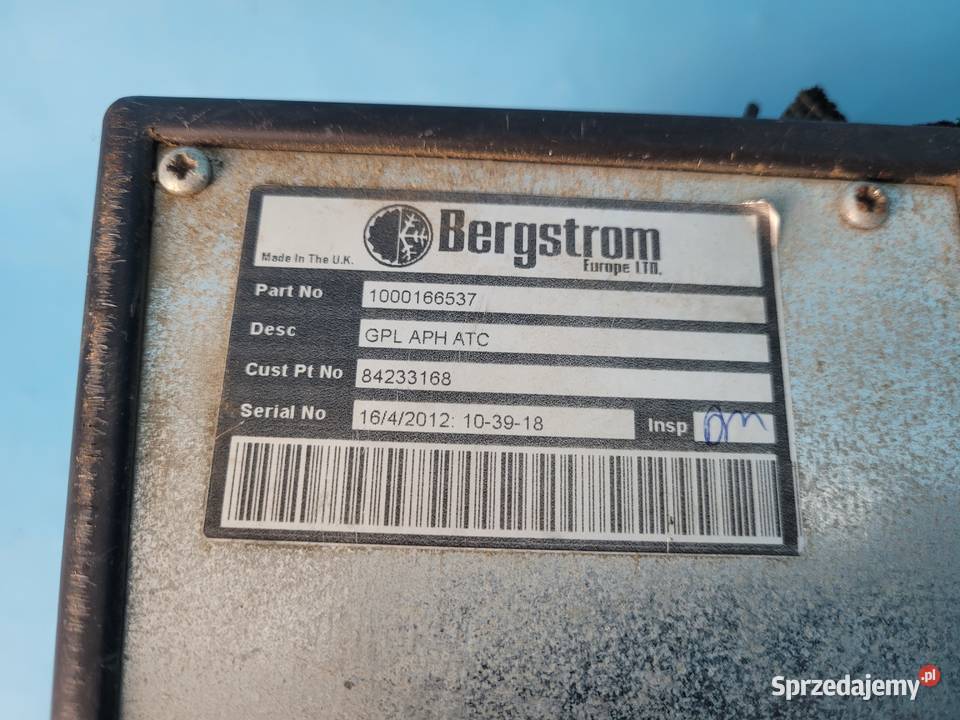 Bergstrom
Made In The U.K.
Europe LTD.
Part No 1000166537
Desc GPL APH ATC
Cust Pt No 84233168
Serial No 16/4/2012: 10-39-18 Insp
Sprzedajemy.pl